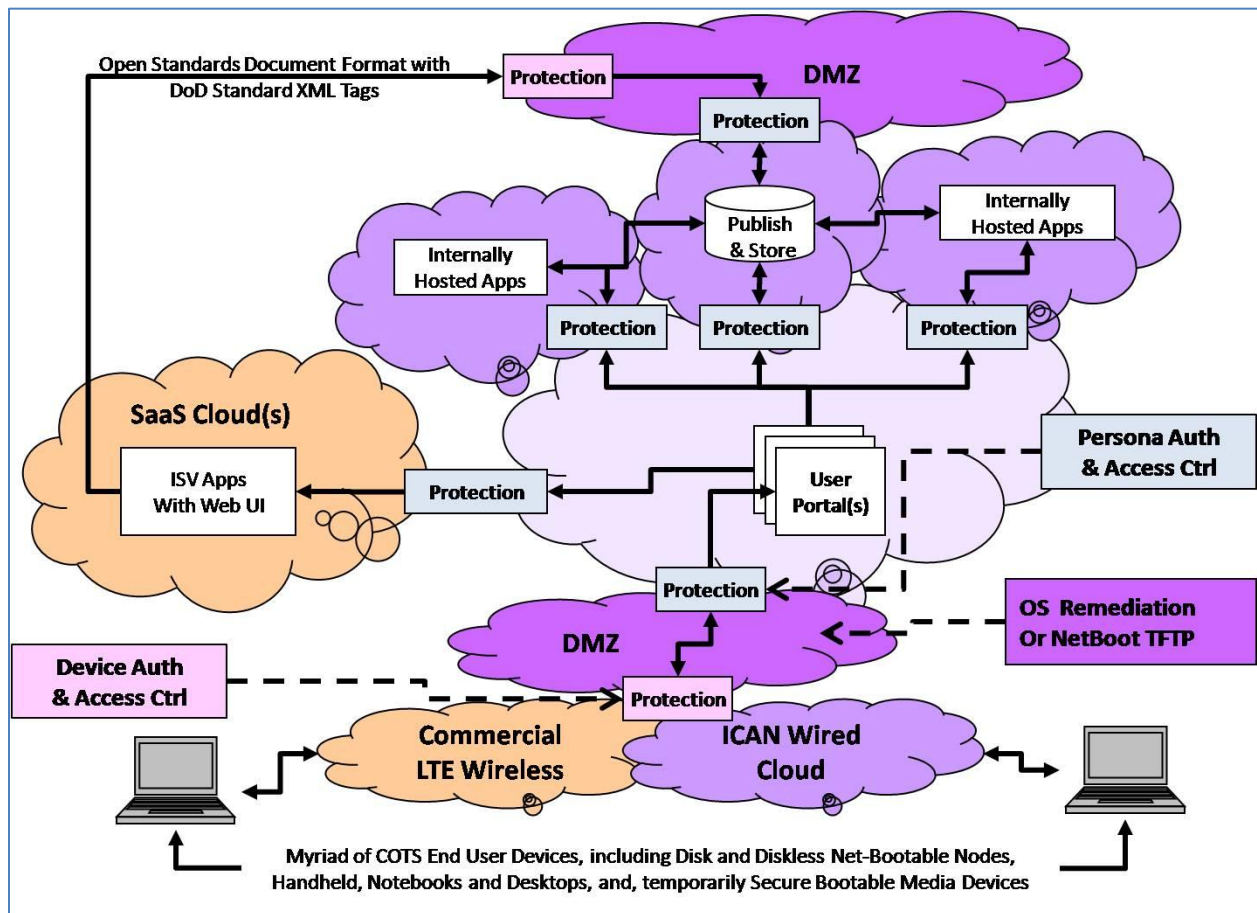 Open Standards Document Format with
DoD Standard XML Tags
Protection
DMZ
Protection
Publish
& Store
Internally
Hosted Apps
Internally
Hosted Apps
Protection
Protection
Protection
SaaS Cloud(s)
ISV Apps
With Web UI
Protection
User
Portal(s)
Persona Auth
& Access Ctrl
Protection
DMZ
OS  Remediation
Or NetBoot TFTP
Device Auth
& Access Ctrl
Protection
Commercial
LTE Wireless
ICAN Wired
Cloud
Myriad of COTS End User Devices, including Disk and Diskless Net-Bootable Nodes,
Handheld, Notebooks and Desktops, and, temporarily Secure Bootable Media Devices